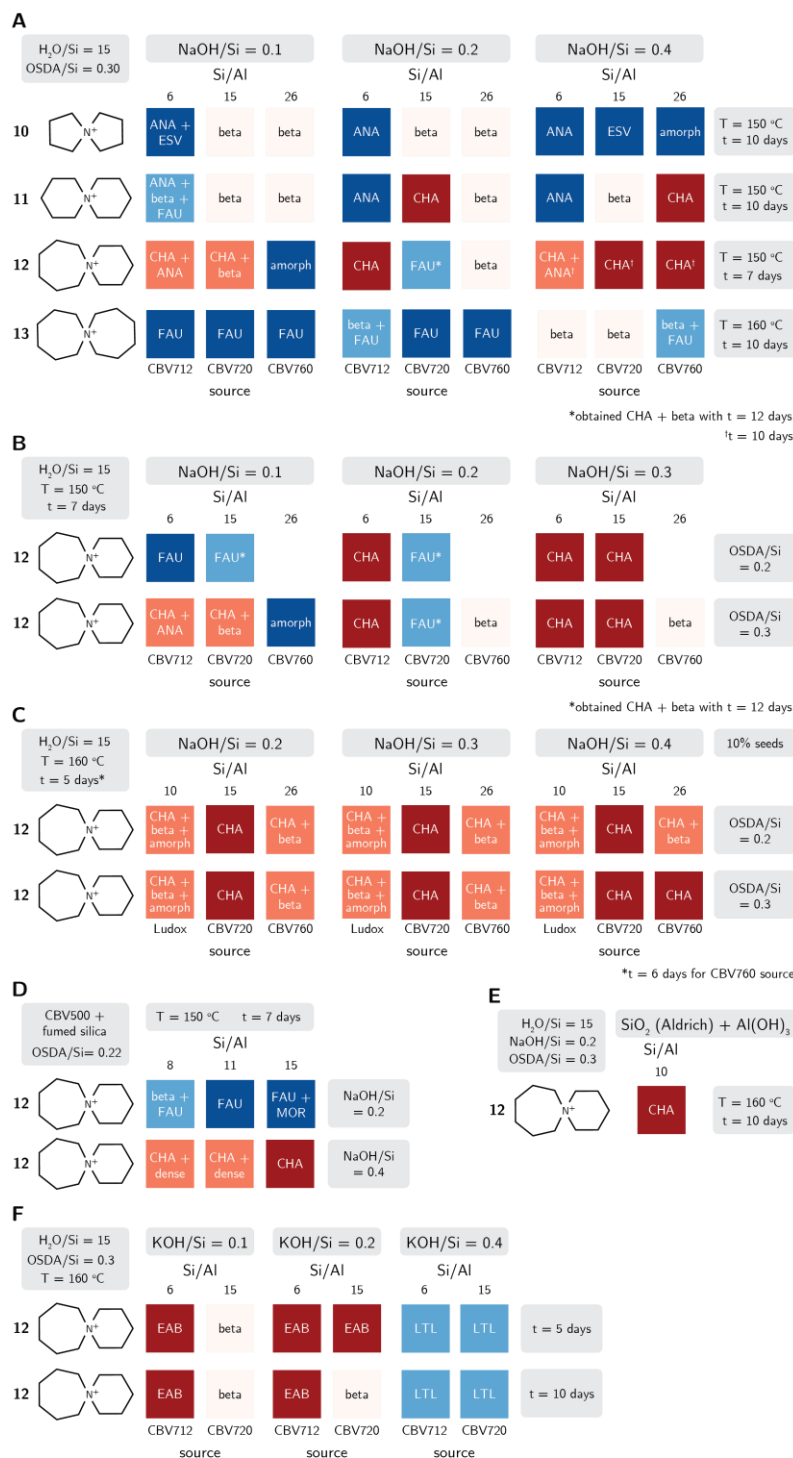 A
H₂O/Si = 15
OSDA/Si = 0.30
NaOH/Si = 0.1 NaOH/Si = 0.2 NaOH/Si = 0.4
Si/Al Si/Al Si/Al
6 15 26 6 15 26 6 15 26
10 N⁺ ANA + ESV beta beta ANA beta beta ANA ESV amorph T = 150 °C t = 10 days
11 N⁺ ANA + beta + FAU beta beta ANA CHA beta ANA beta CHA T = 150 °C t = 10 days
12 N⁺ CHA + ANA CHA + beta amorph CHA FAU* beta CHA + ANA† CHA† CHA† T = 150 °C t = 7 days
13 N⁺ FAU FAU FAU beta + FAU FAU FAU beta beta beta + FAU T = 160 °C t = 10 days
CBV712 CBV720 CBV760 CBV712 CBV720 CBV760 CBV712 CBV720 CBV760
source source source
*obtained CHA + beta with t = 12 days
†t = 10 days
B
H₂O/Si = 15
T = 150 °C
t = 7 days
NaOH/Si = 0.1 NaOH/Si = 0.2 NaOH/Si = 0.3
Si/Al Si/Al Si/Al
6 15 26 6 15 26 6 15 26
12 N⁺ FAU FAU* CHA FAU* CHA CHA OSDA/Si = 0.2
12 N⁺ CHA + ANA CHA + beta amorph CHA FAU* beta CHA CHA beta OSDA/Si = 0.3
CBV712 CBV720 CBV760 CBV712 CBV720 CBV760 CBV712 CBV720 CBV760
source source source
*obtained CHA + beta with t = 12 days
C
H₂O/Si = 15
T = 160 °C
t = 5 days*
NaOH/Si = 0.2 NaOH/Si = 0.3 NaOH/Si = 0.4 10% seeds
Si/Al Si/Al Si/Al
10 15 26 10 15 26 10 15 26
12 N⁺ CHA + beta + amorph CHA CHA + beta CHA + beta + amorph CHA CHA + beta CHA + beta + amorph CHA CHA + beta OSDA/Si = 0.2
12 N⁺ CHA + beta + amorph CHA CHA + beta CHA + beta + amorph CHA CHA + beta CHA + beta + amorph CHA CHA OSDA/Si = 0.3
Ludox CBV720 CBV760 Ludox CBV720 CBV760 Ludox CBV720 CBV760
source source source
*t = 6 days for CBV760 source
D
CBV500 +
fumed silica
OSDA/Si= 0.22
T = 150 °C t = 7 days
Si/Al
8 11 15
12 N⁺ beta + FAU FAU FAU + MOR NaOH/Si = 0.2
12 N⁺ CHA + dense CHA + dense CHA NaOH/Si = 0.4
E
H₂O/Si = 15
NaOH/Si = 0.2
OSDA/Si = 0.3
SiO₂ (Aldrich) + Al(OH)₃
Si/Al
10
12 N⁺ CHA T = 160 °C t = 10 days
F
H₂O/Si = 15
OSDA/Si = 0.3
T = 160 °C
KOH/Si = 0.1 KOH/Si = 0.2 KOH/Si = 0.4
Si/Al Si/Al Si/Al
6 15 6 15 6 15
12 N⁺ EAB beta EAB EAB LTL LTL t = 5 days
12 N⁺ EAB beta EAB beta LTL LTL t = 10 days
CBV712 CBV720 CBV712 CBV720 CBV712 CBV720
source source source